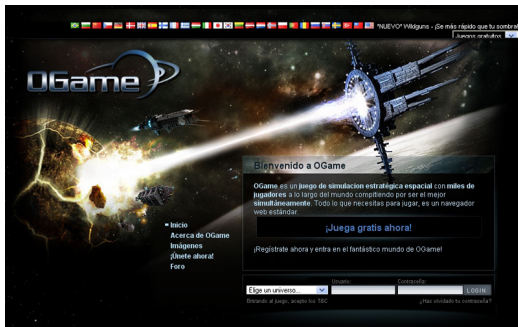 *NUEVO* Wildguns - ¡Se más rápido que tu sombra!
Juegos gratuitos
OGame
Bienvenido a OGame
OGame es un juego de simulacion estratégica espacial con miles de
jugadores a lo largo del mundo compitiendo por ser el mejor
simultáneamente. Todo lo que necesitas para jugar, es un navegador
web estándar.
¡Juega gratis ahora!
¡Regístrate ahora y entra en el fantástico mundo de OGame!
Inicio
Acerca de OGame
Imágenes
¡Únete ahora!
Foro
Usuario: Contraseña:
Elige un universo... LOGIN
Entrando al juego, acepto los T&C ¿Has olvidado tu contraseña?